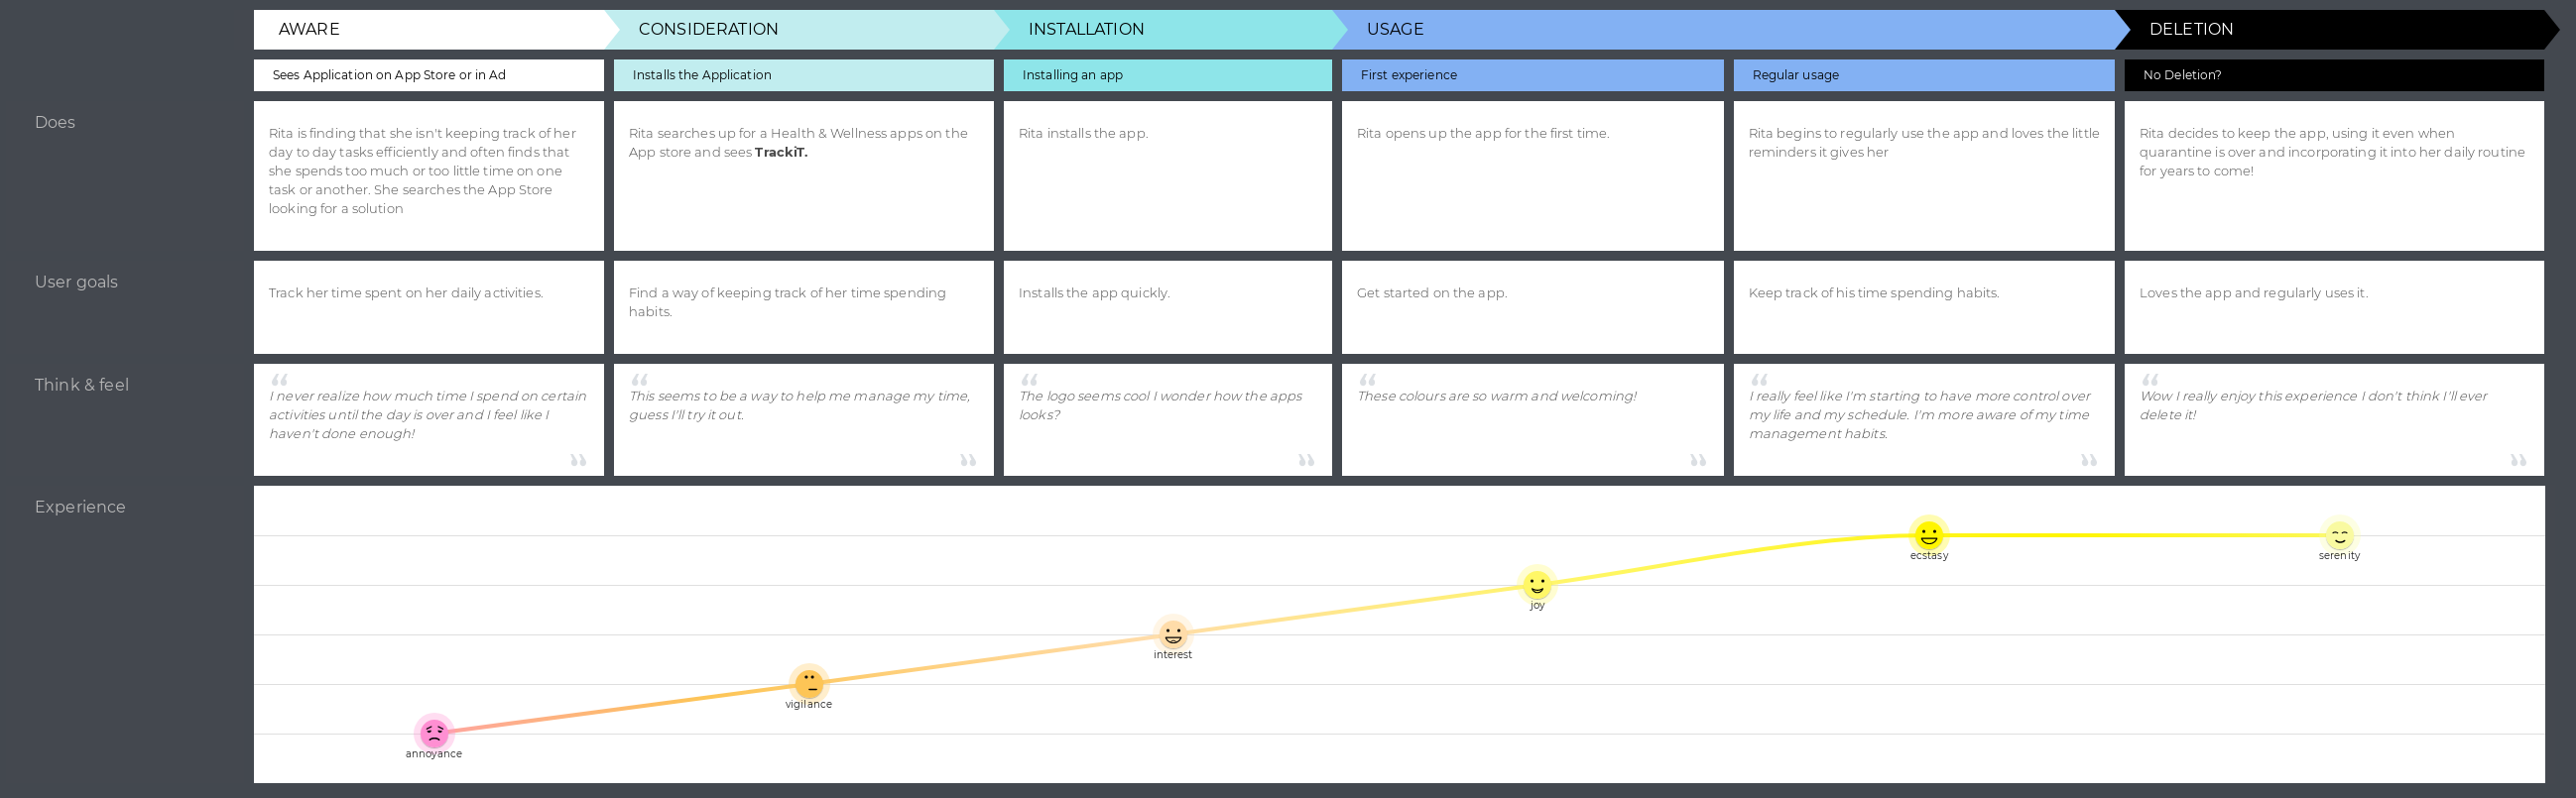 AWARE
CONSIDERATION
INSTALLATION
USAGE
DELETION
Sees Application on App Store or in Ad
Installs the Application
Installing an app
First experience
Regular usage
No Deletion?
Does
Rita is finding that she isn't keeping track of her
day to day tasks efficiently and often finds that
she spends too much or too little time on one
task or another. She searches the App Store
looking for a solution
Rita searches up for a Health & Wellness apps on the
App store and sees TrackiT.
Rita installs the app.
Rita opens up the app for the first time.
Rita begins to regularly use the app and loves the little
reminders it gives her
Rita decides to keep the app, using it even when
quarantine is over and incorporating it into her daily routine
for years to come!
User goals
Track her time spent on her daily activities.
Find a way of keeping track of her time spending
habits.
Installs the app quickly.
Get started on the app.
Keep track of his time spending habits.
Loves the app and regularly uses it.
Think & feel
“
I never realize how much time I spend on certain
activities until the day is over and I feel like I
haven't done enough!
”
“
This seems to be a way to help me manage my time,
guess I'll try it out.
”
“
The logo seems cool I wonder how the apps
looks?
”
“
These colours are so warm and welcoming!
”
“
I really feel like I'm starting to have more control over
my life and my schedule. I'm more aware of my time
management habits.
”
“
Wow I really enjoy this experience I don't think I'll ever
delete it!
”
Experience
annoyance
vigilance
interest
joy
ecstasy
serenity